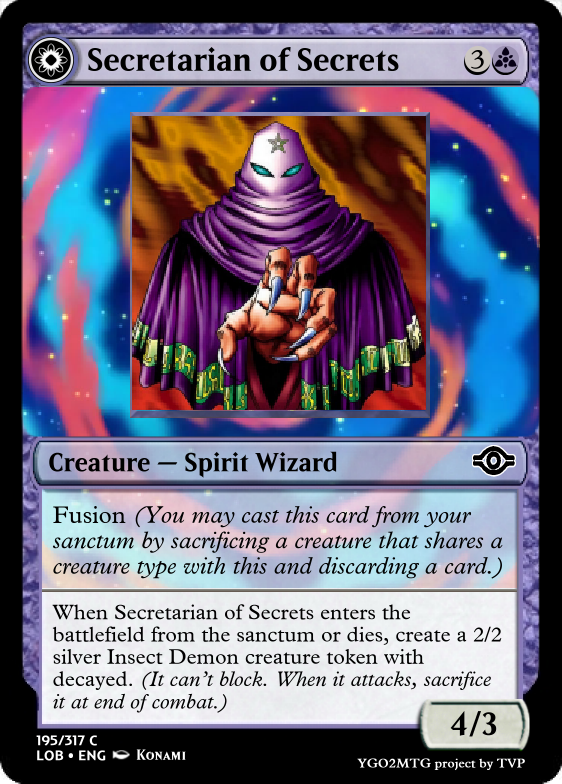 Secretarian of Secrets 3
Creature — Spirit Wizard
Fusion (You may cast this card from your
sanctum by sacrificing a creature that shares a
creature type with this and discarding a card.)
When Secretarian of Secrets enters the
battlefield from the sanctum or dies, create a 2/2
silver Insect Demon creature token with
decayed. (It can't block. When it attacks, sacrifice
it at end of combat.)
4/3
195/317 C
LOB • ENG Konami
YGO2MTG project by TVP